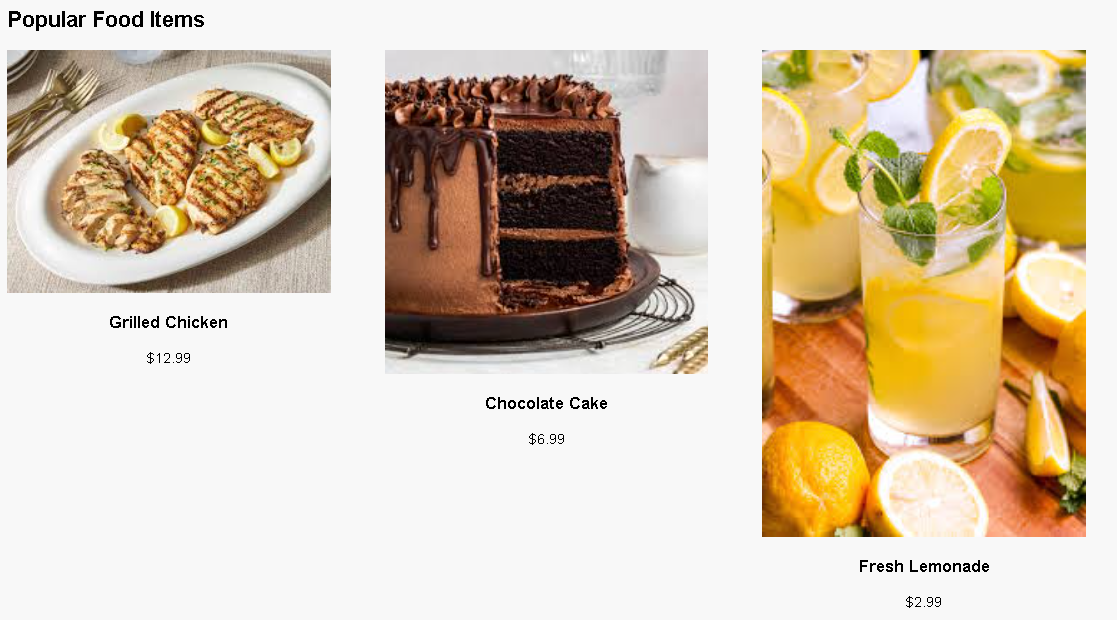 Popular Food Items
Grilled Chicken
$12.99
Chocolate Cake
$6.99
Fresh Lemonade
$2.99